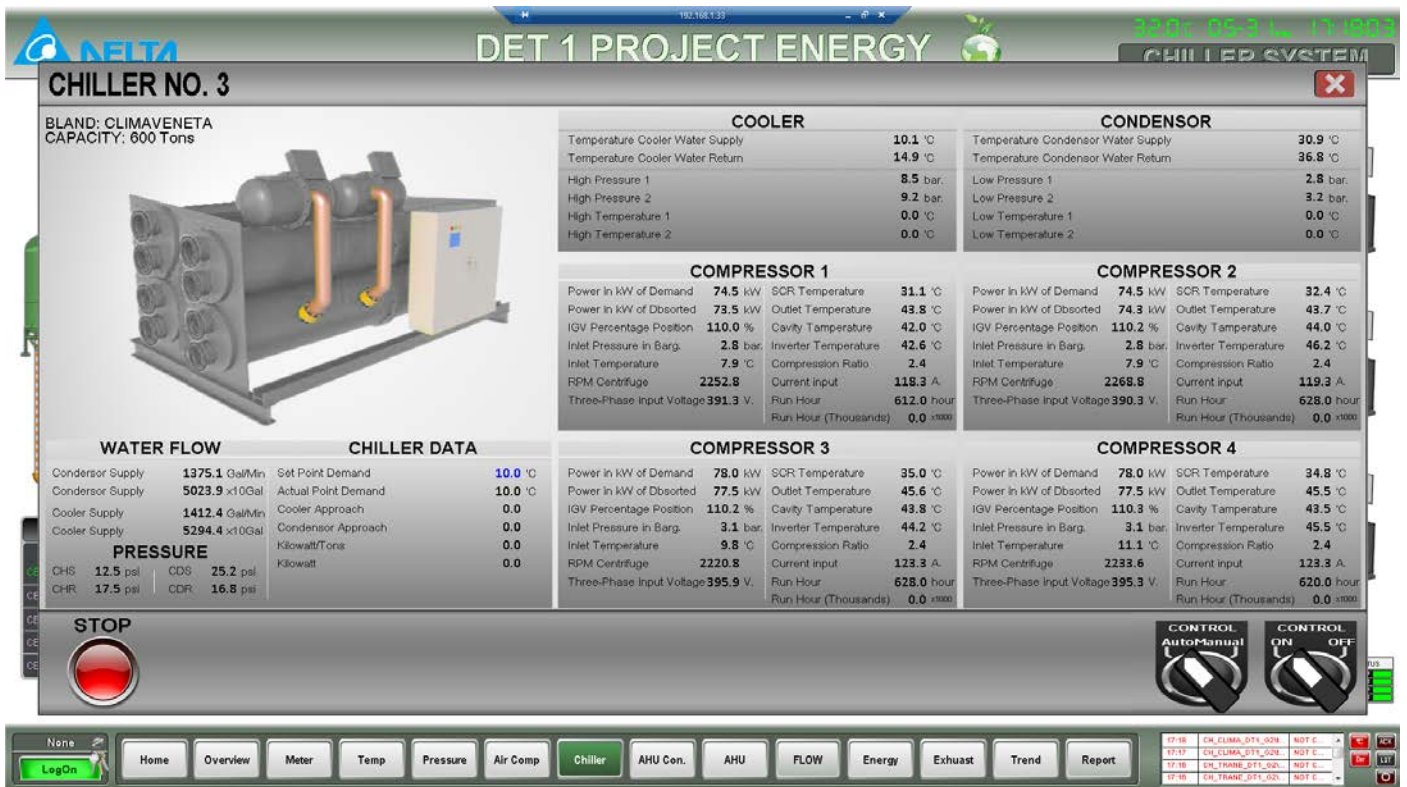 192.168.1.33
DELTA
DET 1 PROJECT ENERGY
CHILLER SYSTEM
CHILLER NO. 3
BLAND: CLIMAVENETA
CAPACITY: 600 Tons
COOLER
Temperature Cooler Water Supply 10.1 °C
Temperature Cooler Water Return 14.9 °C
High Pressure 1 8.5 bar.
High Pressure 2 9.2 bar.
High Temperature 1 0.0 °C
High Temperature 2 0.0 °C
CONDENSOR
Temperature Condensor Water Supply 30.9 °C
Temperature Condensor Water Return 36.8 °C
Low Pressure 1 2.8 bar.
Low Pressure 2 3.2 bar.
Low Temperature 1 0.0 °C
Low Temperature 2 0.0 °C
COMPRESSOR 1
Power in kW of Demand 74.5 kW SCR Temperature 31.1 °C
Power in kW of Dbsorted 73.5 kW Outlet Temperature 43.8 °C
IGV Percentage Position 110.0 % Cavity Tamperature 42.0 °C
Inlet Pressure in Barg. 2.8 bar. Inverter Temperature 42.6 °C
Inlet Temperature 7.9 °C Compression Ratio 2.4
RPM Centrifuge 2252.8 Current input 118.3 A.
Three-Phase Input Voltage 391.3 V. Run Hour 612.0 hour
Run Hour (Thousands) 0.0 x1000
COMPRESSOR 2
Power in kW of Demand 74.5 kW SCR Temperature 32.4 °C
Power in kW of Dbsorted 74.3 kW Outlet Temperature 43.7 °C
IGV Percentage Position 110.2 % Cavity Tamperature 44.0 °C
Inlet Pressure in Barg. 2.8 bar. Inverter Temperature 46.2 °C
Inlet Temperature 7.9 °C Compression Ratio 2.4
RPM Centrifuge 2268.8 Current input 119.3 A.
Three-Phase Input Voltage 390.3 V. Run Hour 628.0 hour
Run Hour (Thousands) 0.0 x1000
WATER FLOW
Condersor Supply 1375.1 Gal/Min
Condersor Supply 5023.9 x10Gal
Cooler Supply 1412.4 Gal/Min
Cooler Supply 5294.4 x10Gal
PRESSURE
CHS 12.5 psi CDS 25.2 psi
CHR 17.5 psi CDR 16.8 psi
CHILLER DATA
Set Point Demand 10.0 °C
Actual Point Demand 10.0 °C
Cooler Approach 0.0
Condensor Approach 0.0
Kilowatt/Tons 0.0
Kilowatt 0.0
COMPRESSOR 3
Power in kW of Demand 78.0 kW SCR Temperature 35.0 °C
Power in kW of Dbsorted 77.5 kW Outlet Temperature 45.6 °C
IGV Percentage Position 110.2 % Cavity Tamperature 43.8 °C
Inlet Pressure in Barg. 3.1 bar. Inverter Temperature 44.2 °C
Inlet Temperature 9.8 °C Compression Ratio 2.4
RPM Centrifuge 2220.8 Current input 123.3 A.
Three-Phase Input Voltage 395.9 V. Run Hour 628.0 hour
Run Hour (Thousands) 0.0 x1000
COMPRESSOR 4
Power in kW of Demand 78.0 kW SCR Temperature 34.8 °C
Power in kW of Dbsorted 77.5 kW Outlet Temperature 45.5 °C
IGV Percentage Position 110.3 % Cavity Tamperature 43.5 °C
Inlet Pressure in Barg. 3.1 bar. Inverter Temperature 45.5 °C
Inlet Temperature 11.1 °C Compression Ratio 2.4
RPM Centrifuge 2233.6 Current input 123.3 A.
Three-Phase Input Voltage 395.3 V. Run Hour 620.0 hour
Run Hour (Thousands) 0.0 x1000
STOP
CONTROL
Auto Manual
CONTROL
ON OFF
None
LogOn
Home
Overview
Meter
Temp
Pressure
Air Comp
Chiller
AHU Con.
AHU
FLOW
Energy
Exhuast
Trend
Report
ACK
LST